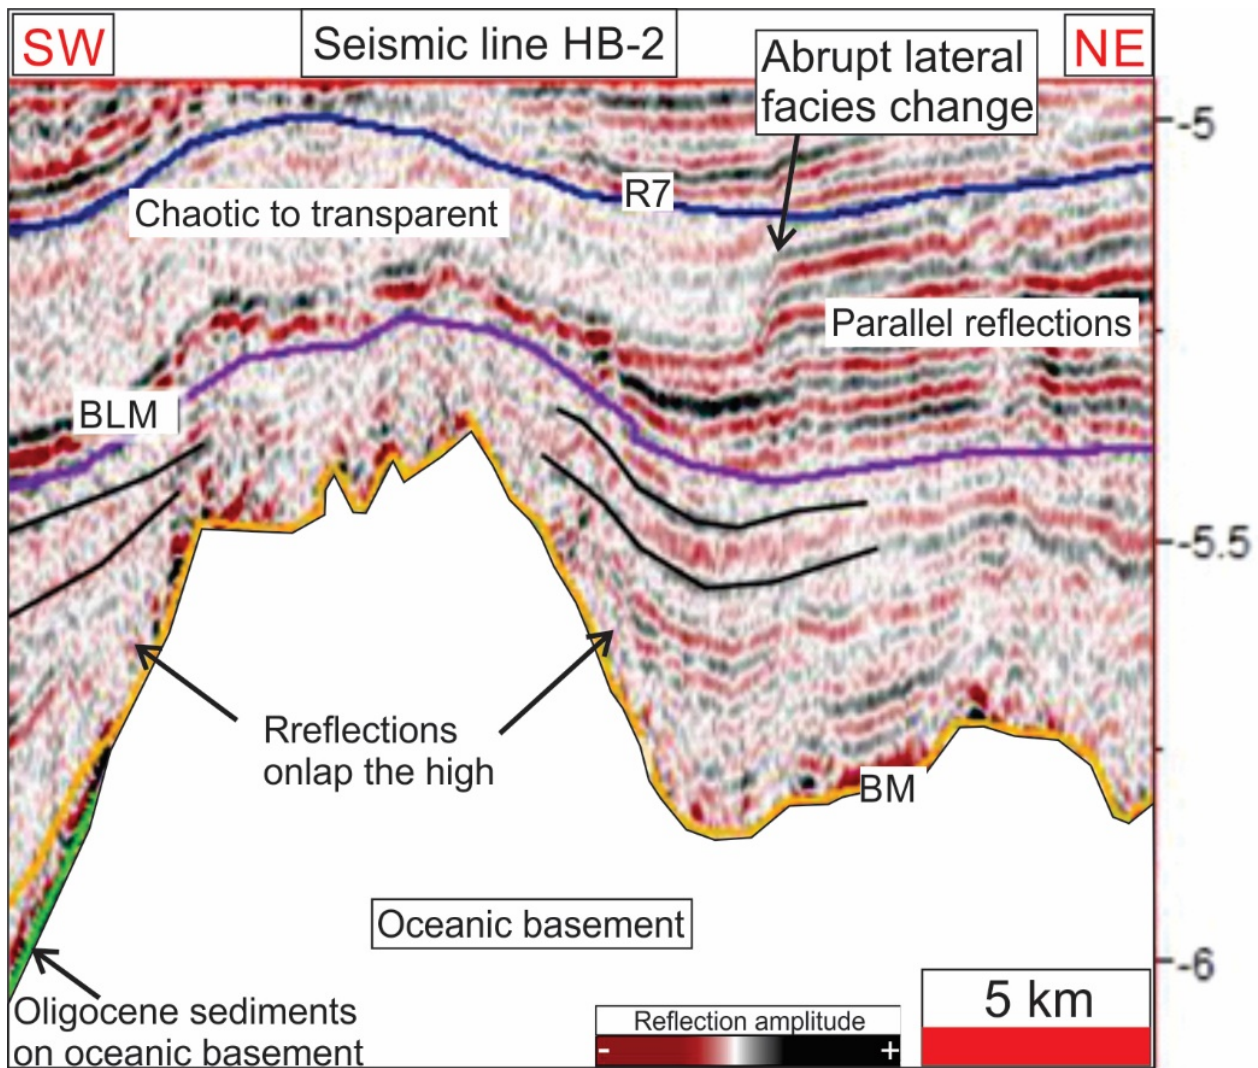 SW
Seismic line HB-2
NE
Abrupt lateral
facies change
-5
R7
Chaotic to transparent
Parallel reflections
BLM
-5.5
Rreflections
onlap the high
BM
Oceanic basement
-6
5 km
Oligocene sediments
on oceanic basement
Reflection amplitude
- +